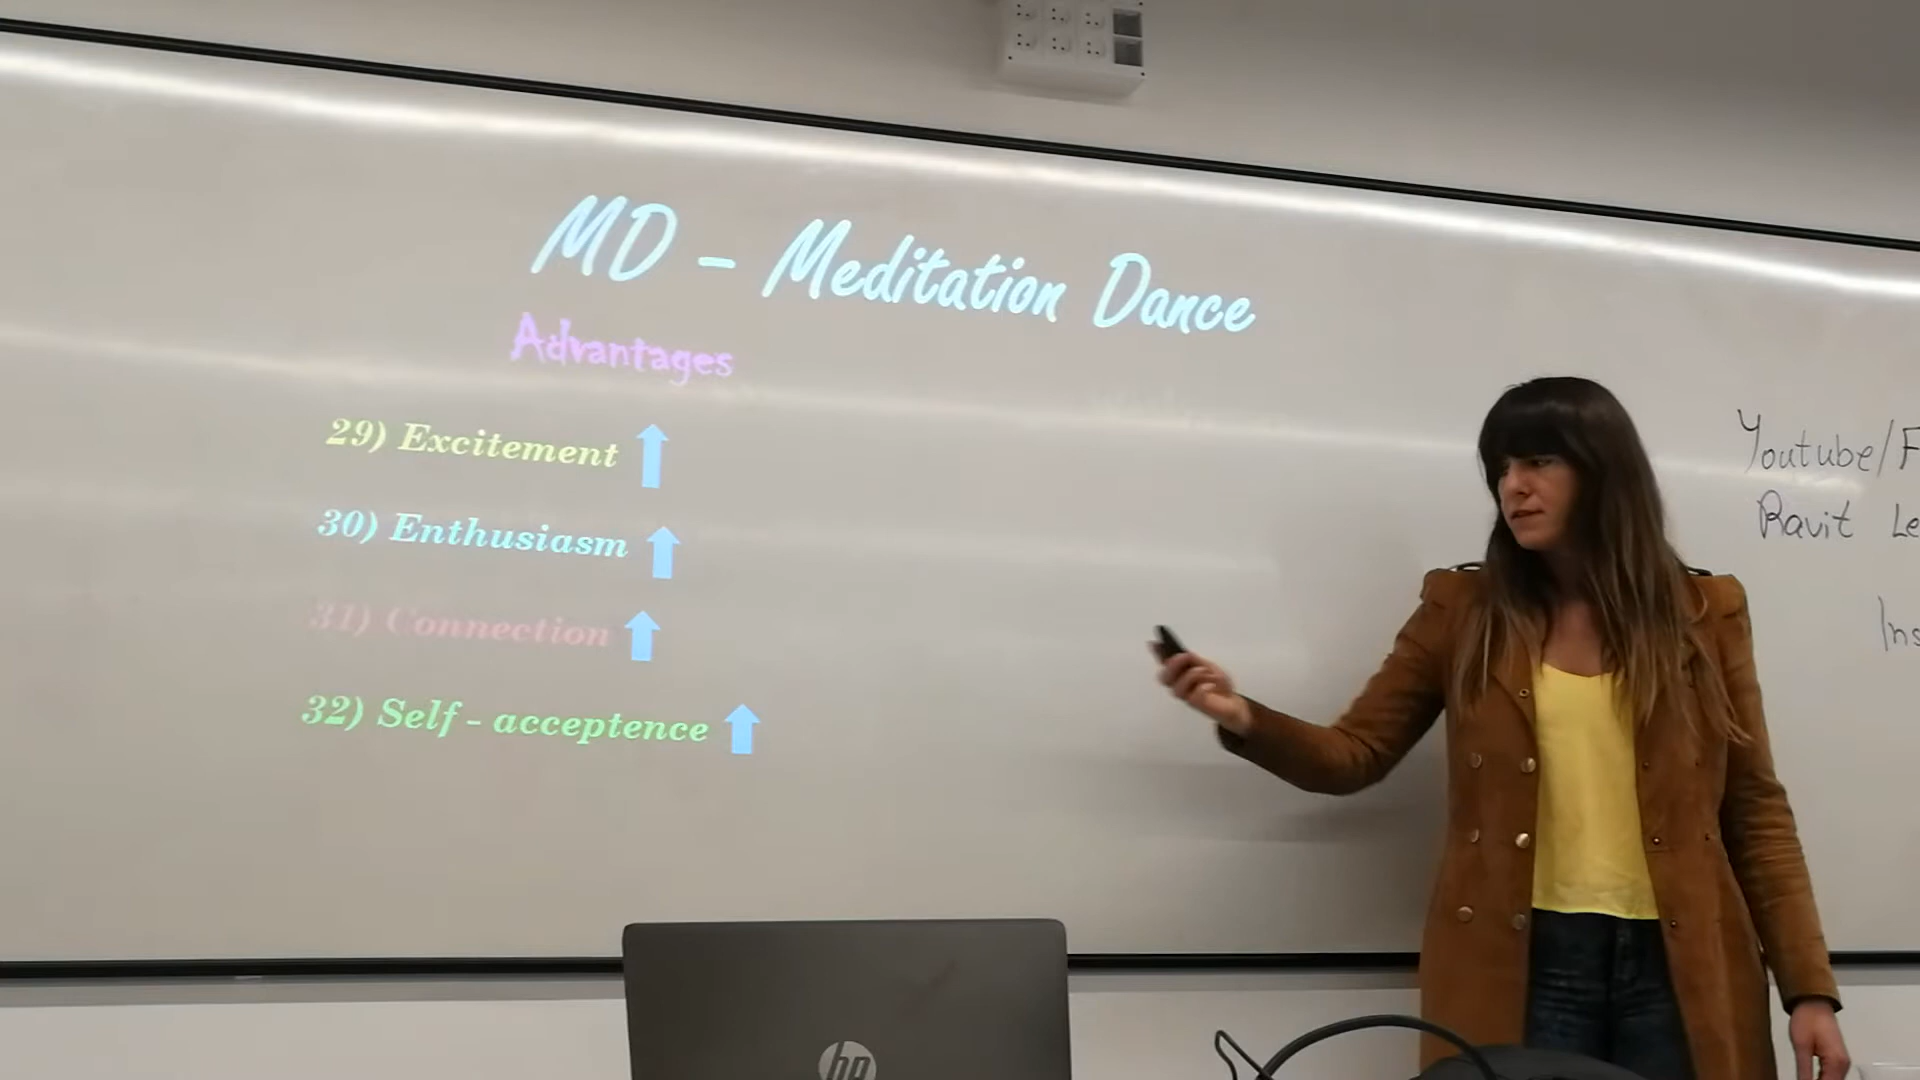 MD - Meditation Dance
Advantages
29) Excitement
30) Enthusiasm
31) Connection
32) Self - acceptence
Youtube/F
Ravit Le
Ins
hp